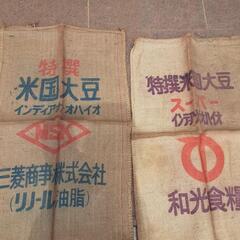 特撰
米国大豆
インディアナオハイオ
NSK
三菱商事株式会社
(リノール油脂)
特撰米国大豆
スーパー
インディアナオハイオ
和光食糧